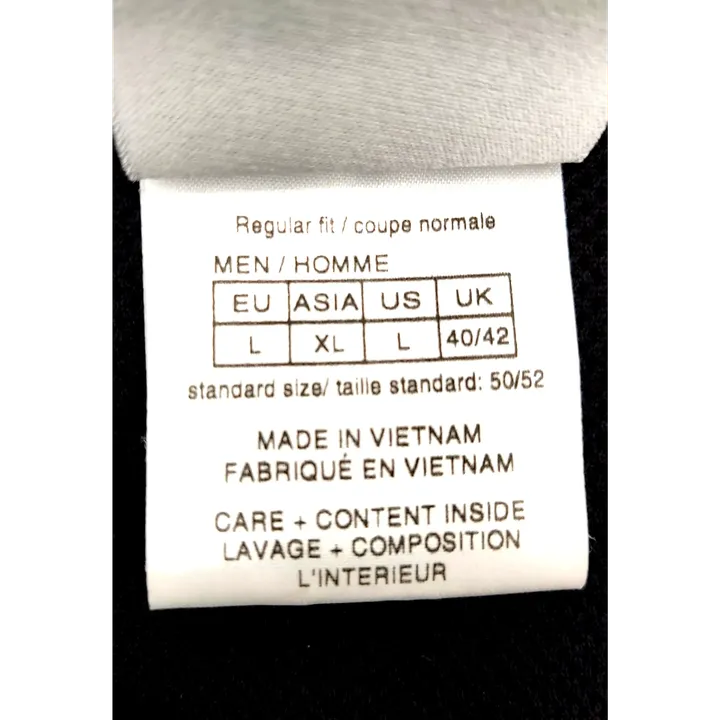 Regular fit / coupe normale
MEN / HOMME
EU ASIA US UK
L XL L 40/42
standard size/ taille standard: 50/52
MADE IN VIETNAM
FABRIQUÉ EN VIETNAM
CARE + CONTENT INSIDE
LAVAGE + COMPOSITION
L'INTERIEUR